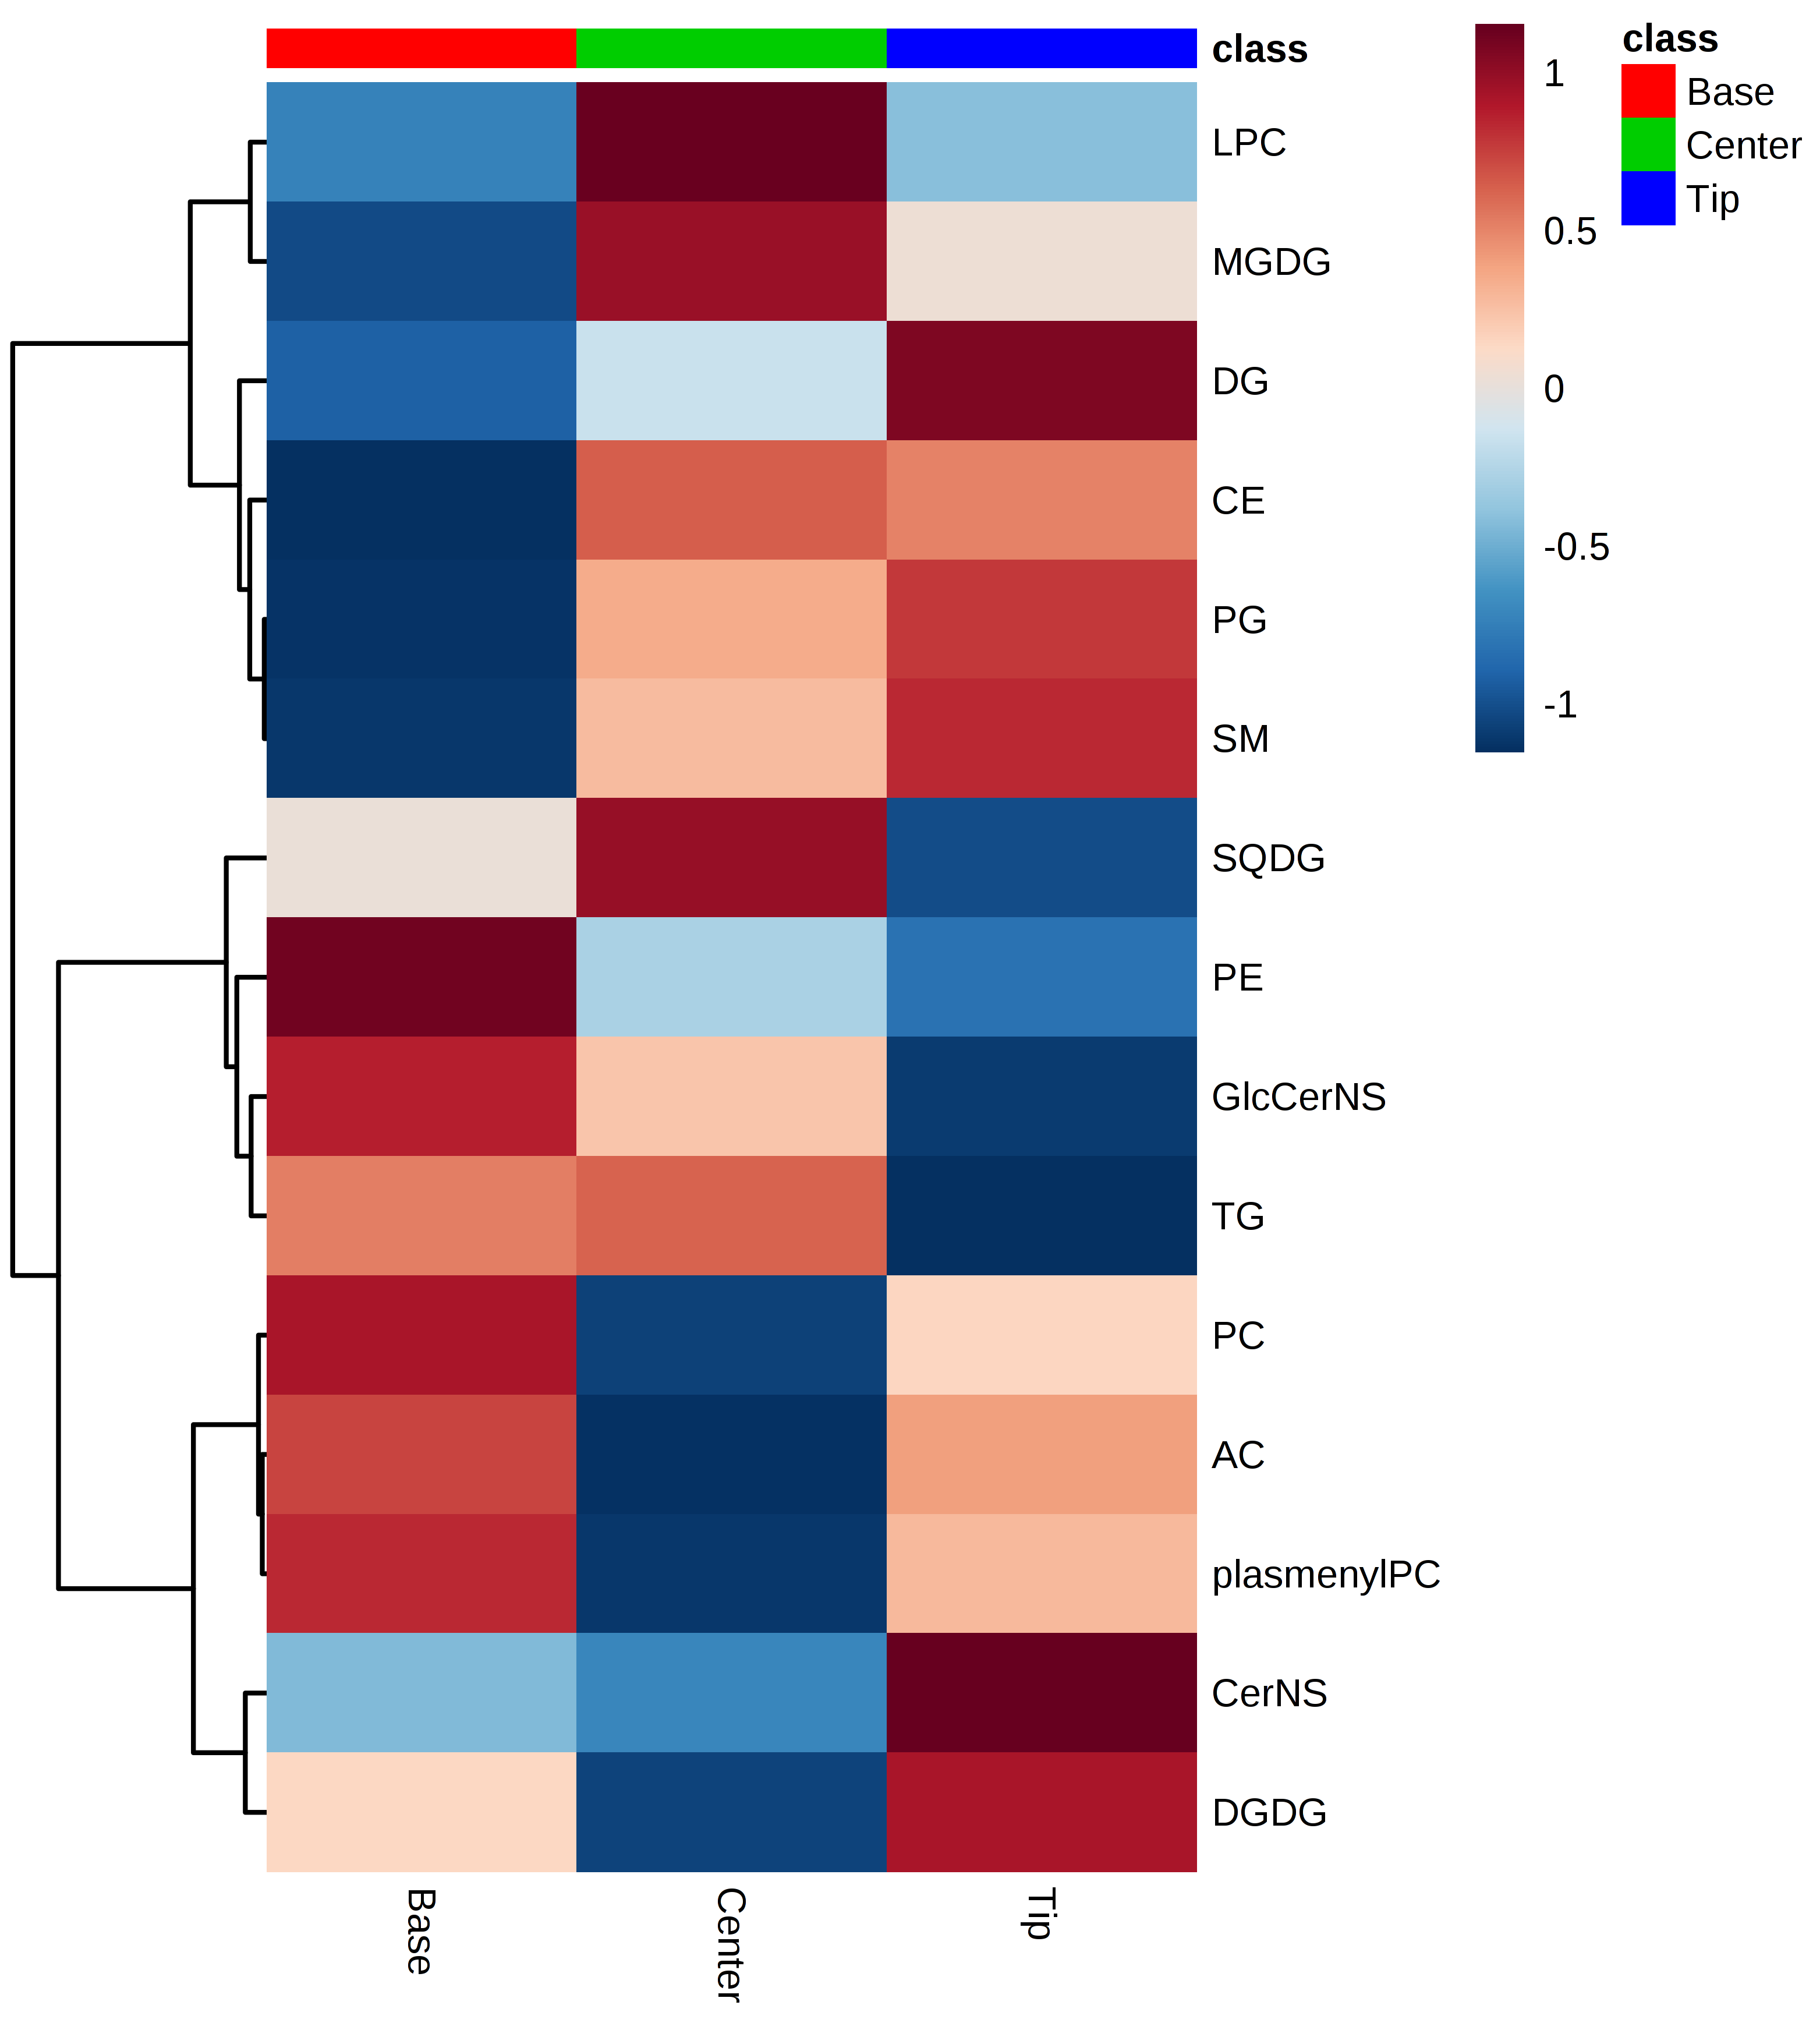 class
LPC
MGDG
DG
CE
PG
SM
SQDG
PE
GlcCerNS
TG
PC
AC
plasmenylPC
CerNS
DGDG
Base
Center
Tip
1
0.5
0
-0.5
-1
class
Base
Center
Tip